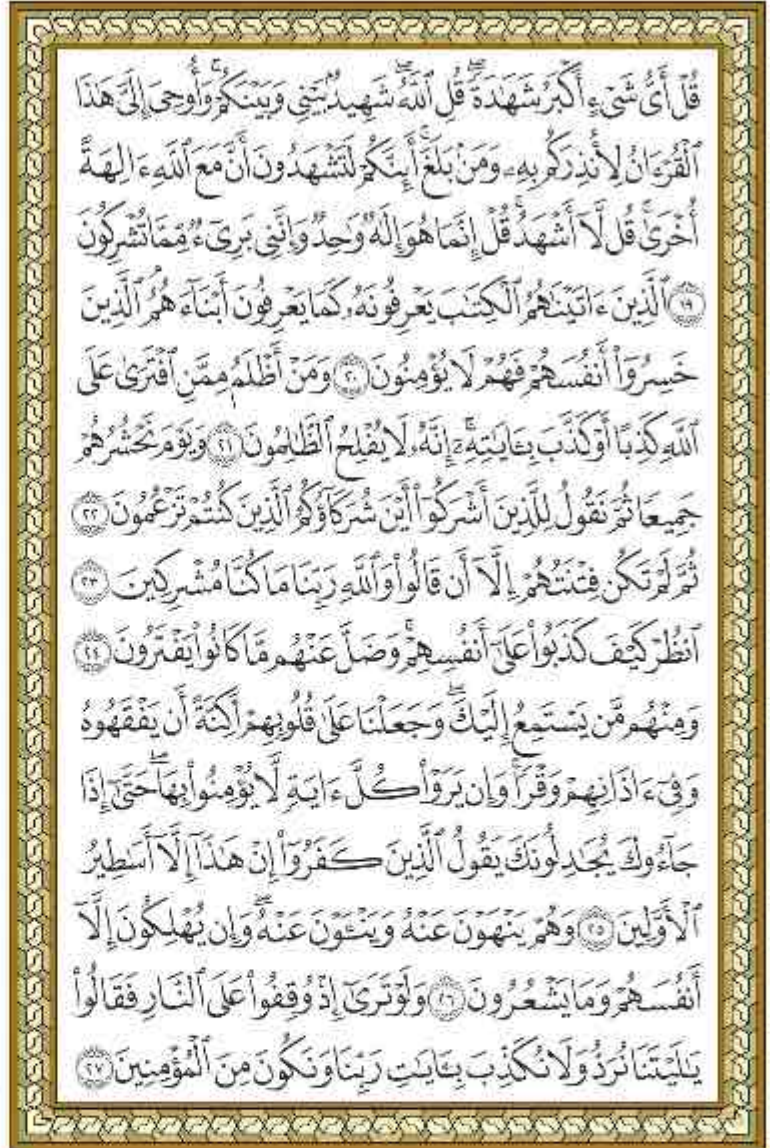 قُلۡ أَيُّ شَيۡءٍ أَكۡبَرُ شَهَٰدَةٗۖ قُلِ ٱللَّهُۖ شَهِيدُۢ بَيۡنِي وَبَيۡنَكُمۡۚ وَأُوحِيَ إِلَيَّ هَٰذَا
ٱلۡقُرۡءَانُ لِأُنذِرَكُم بِهِۦ وَمَنۢ بَلَغَۚ أَئِنَّكُمۡ لَتَشۡهَدُونَ أَنَّ مَعَ ٱللَّهِ ءَالِهَةً
أُخۡرَىٰۚ قُل لَّآ أَشۡهَدُۚ قُلۡ إِنَّمَا هُوَ إِلَٰهٞ وَٰحِدٞ وَإِنَّنِي بَرِيٓءٞ مِّمَّا تُشۡرِكُونَ
١٩ ٱلَّذِينَ ءَاتَيۡنَٰهُمُ ٱلۡكِتَٰبَ يَعۡرِفُونَهُۥ كَمَا يَعۡرِفُونَ أَبۡنَآءَهُمُ ٱلَّذِينَ
خَسِرُوٓاْ أَنفُسَهُمۡ فَهُمۡ لَا يُؤۡمِنُونَ ٢٠ وَمَنۡ أَظۡلَمُ مِمَّنِ ٱفۡتَرَىٰ عَلَى
ٱللَّهِ كَذِبًا أَوۡ كَذَّبَ بِـَٔايَٰتِهِۦٓۚ إِنَّهُۥ لَا يُفۡلِحُ ٱلظَّٰلِمُونَ ٢١ وَيَوۡمَ نَحۡشُرُهُمۡ
جَمِيعٗا ثُمَّ نَقُولُ لِلَّذِينَ أَشۡرَكُوٓاْ أَيۡنَ شُرَكَآؤُكُمُ ٱلَّذِينَ كُنتُمۡ تَزۡعُمُونَ ٢٢
ثُمَّ لَمۡ تَكُن فِتۡنَتُهُمۡ إِلَّآ أَن قَالُواْ وَٱللَّهِ رَبِّنَا مَا كُنَّا مُشۡرِكِينَ ٢٣
ٱنظُرۡ كَيۡفَ كَذَبُواْ عَلَىٰٓ أَنفُسِهِمۡۚ وَضَلَّ عَنۡهُم مَّا كَانُواْ يَفۡتَرُونَ ٢٤
وَمِنۡهُم مَّن يَسۡتَمِعُ إِلَيۡكَۖ وَجَعَلۡنَا عَلَىٰ قُلُوبِهِمۡ أَكِنَّةً أَن يَفۡقَهُوهُ
وَفِيٓ ءَاذَانِهِمۡ وَقۡرٗاۚ وَإِن يَرَوۡاْ كُلَّ ءَايَةٖ لَّا يُؤۡمِنُواْ بِهَاۖ حَتَّىٰٓ إِذَا
جَآءُوكَ يُجَٰدِلُونَكَ يَقُولُ ٱلَّذِينَ كَفَرُوٓاْ إِنۡ هَٰذَآ إِلَّآ أَسَٰطِيرُ
ٱلۡأَوَّلِينَ ٢٥ وَهُمۡ يَنۡهَوۡنَ عَنۡهُ وَيَنۡـَٔوۡنَ عَنۡهُۖ وَإِن يُهۡلِكُونَ إِلَّآ
أَنفُسَهُمۡ وَمَا يَشۡعُرُونَ ٢٦ وَلَوۡ تَرَىٰٓ إِذۡ وُقِفُواْ عَلَى ٱلنَّارِ فَقَالُواْ
يَٰلَيۡتَنَا نُرَدُّ وَلَا نُكَذِّبَ بِـَٔايَٰتِ رَبِّنَا وَنَكُونَ مِنَ ٱلۡمُؤۡمِنِينَ ٢٧